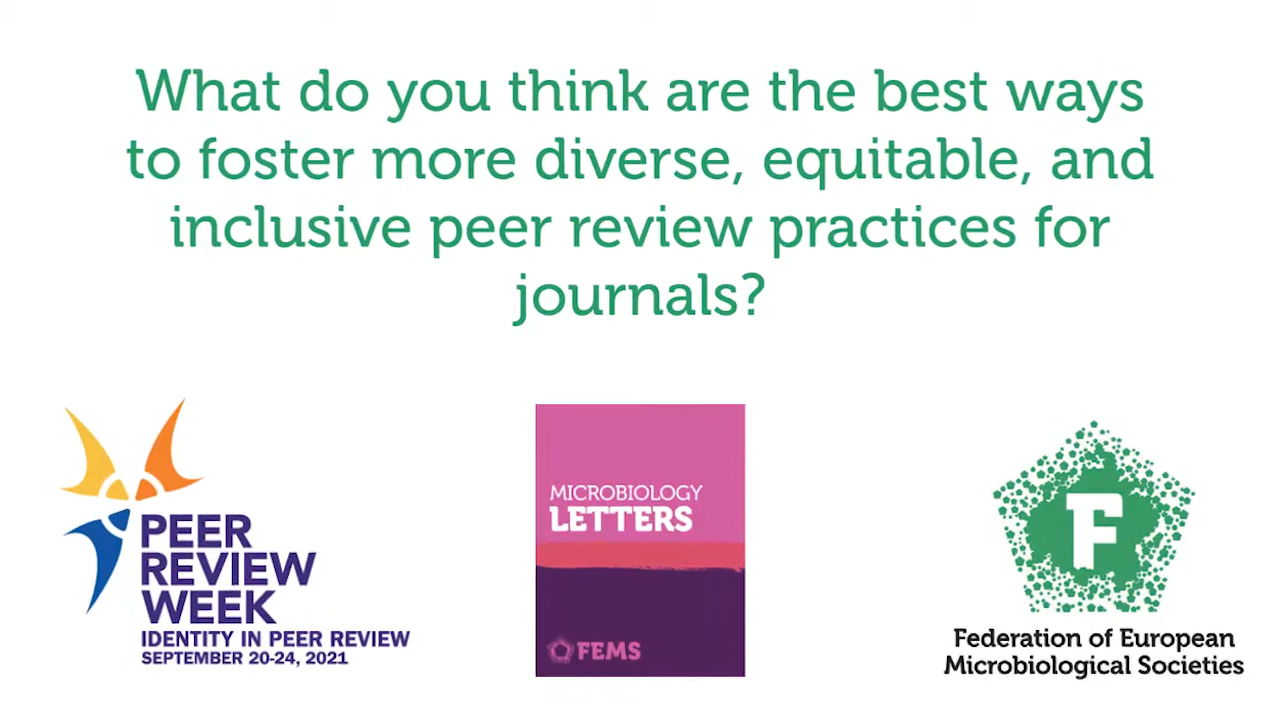 What do you think are the best ways
to foster more diverse, equitable, and
inclusive peer review practices for
journals?
PEER
REVIEW
WEEK
IDENTITY IN PEER REVIEW
SEPTEMBER 20-24, 2021
MICROBIOLOGY
LETTERS
FEMS
F
Federation of European
Microbiological Societies